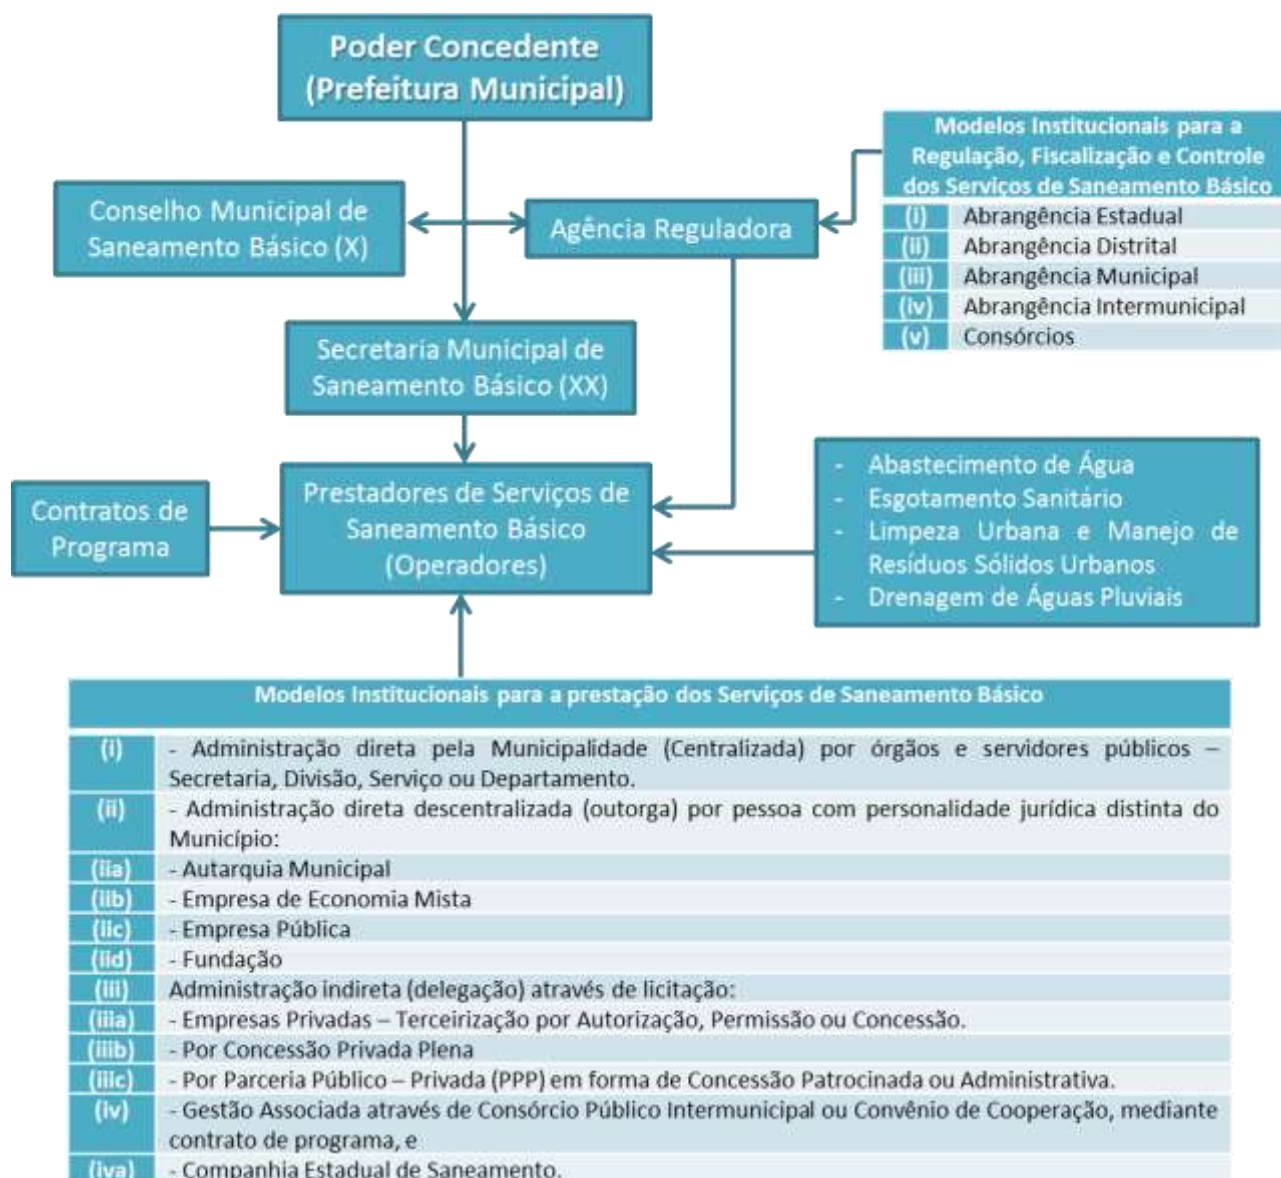 Poder Concedente
(Prefeitura Municipal)
Modelos Institucionais para a
Regulação, Fiscalização e Controle
dos Serviços de Saneamento Básico
(i) Abrangência Estadual
(ii) Abrangência Distrital
(iii) Abrangência Municipal
(iv) Abrangência Intermunicipal
(v) Consórcios
Conselho Municipal de
Saneamento Básico (X)
Agência Reguladora
Secretaria Municipal de
Saneamento Básico (XX)
Contratos de
Programa
Prestadores de Serviços de
Saneamento Básico
(Operadores)
- Abastecimento de Água
- Esgotamento Sanitário
- Limpeza Urbana e Manejo de
Resíduos Sólidos Urbanos
- Drenagem de Águas Pluviais
Modelos Institucionais para a prestação dos Serviços de Saneamento Básico
(i) - Administração direta pela Municipalidade (Centralizada) por órgãos e servidores públicos –
Secretaria, Divisão, Serviço ou Departamento.
(ii) - Administração direta descentralizada (outorga) por pessoa com personalidade jurídica distinta do
Município:
(iia) - Autarquia Municipal
(iib) - Empresa de Economia Mista
(iic) - Empresa Pública
(iid) - Fundação
(iii) Administração indireta (delegação) através de licitação:
(iiia) - Empresas Privadas – Terceirização por Autorização, Permissão ou Concessão.
(iiib) - Por Concessão Privada Plena
(iiic) - Por Parceria Público – Privada (PPP) em forma de Concessão Patrocinada ou Administrativa.
(iv) - Gestão Associada através de Consórcio Público Intermunicipal ou Convênio de Cooperação, mediante
contrato de programa, e
(iva) - Companhia Estadual de Saneamento.